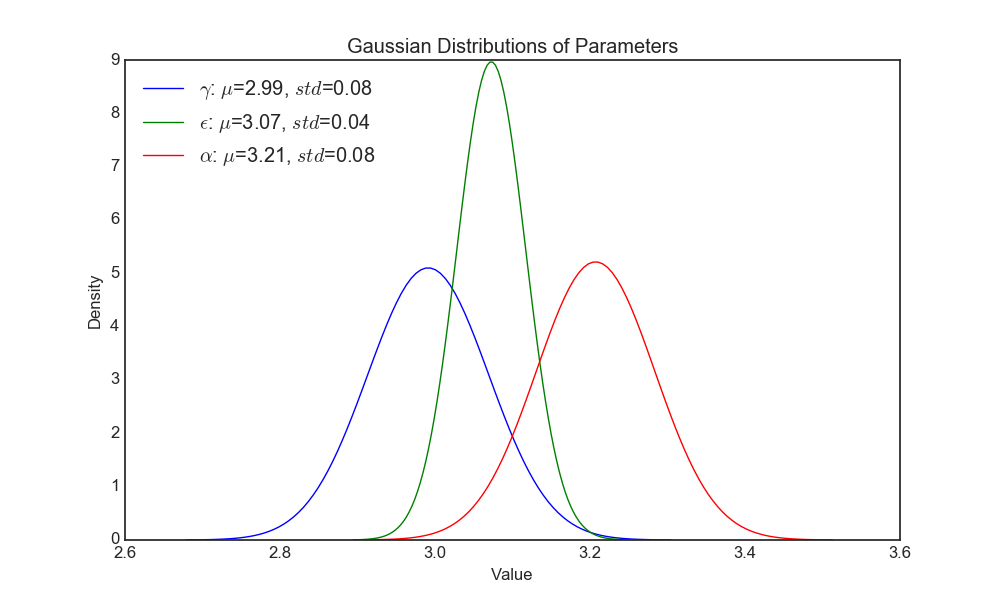 Gaussian Distributions of Parameters
γ: μ=2.99, std=0.08
ϵ: μ=3.07, std=0.04
α: μ=3.21, std=0.08
9
8
7
6
5
4
3
2
1
0
Density
2.6 2.8 3.0 3.2 3.4 3.6
Value